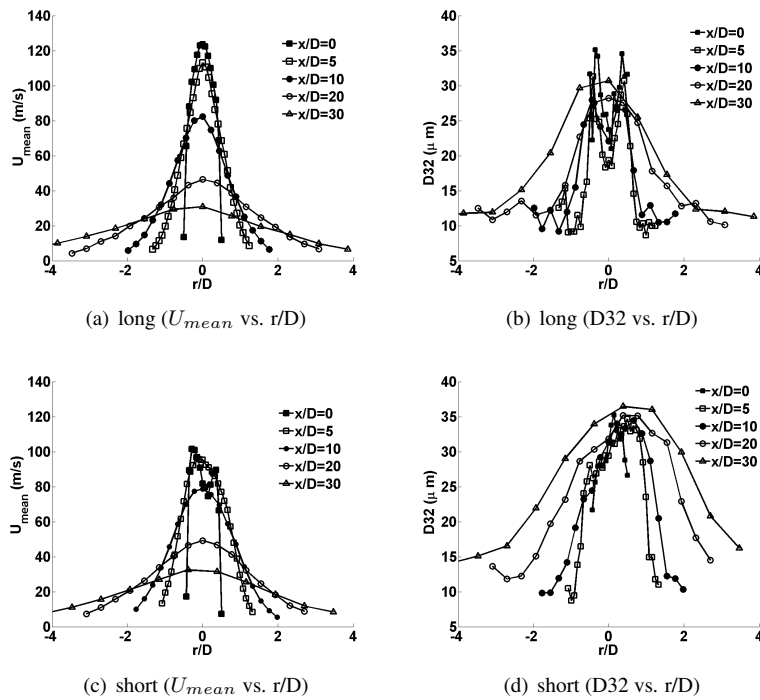 140
120
100
80
60
40
20
0
U_mean (m/s)
x/D=0
x/D=5
x/D=10
x/D=20
x/D=30
-4 -2 0 2 4
r/D
(a) long (U_mean vs. r/D)
40
35
30
25
20
15
10
5
D32 (μ m)
x/D=0
x/D=5
x/D=10
x/D=20
x/D=30
-4 -2 0 2 4
r/D
(b) long (D32 vs. r/D)
140
120
100
80
60
40
20
0
U_mean (m/s)
x/D=0
x/D=5
x/D=10
x/D=20
x/D=30
-4 -2 0 2 4
r/D
(c) short (U_mean vs. r/D)
40
35
30
25
20
15
10
5
D32 (μ m)
x/D=0
x/D=5
x/D=10
x/D=20
x/D=30
-4 -2 0 2 4
r/D
(d) short (D32 vs. r/D)